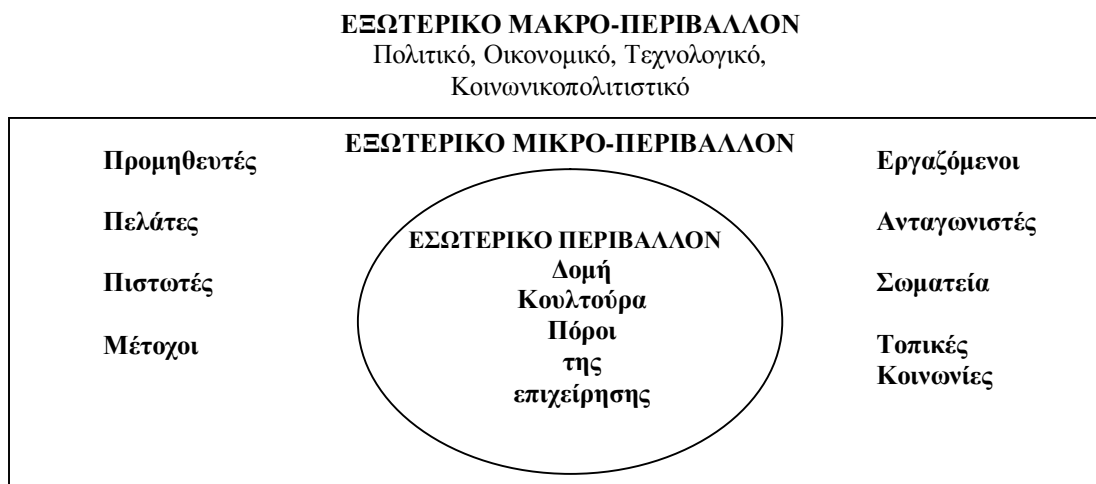 ΕΞΩΤΕΡΙΚΟ ΜΑΚΡΟ-ΠΕΡΙΒΑΛΛΟΝ
Πολιτικό, Οικονομικό, Τεχνολογικό,
Κοινωνικοπολιτιστικό
ΕΞΩΤΕΡΙΚΟ ΜΙΚΡΟ-ΠΕΡΙΒΑΛΛΟΝ
Προμηθευτές
Πελάτες
Πιστωτές
Μέτοχοι
ΕΣΩΤΕΡΙΚΟ ΠΕΡΙΒΑΛΛΟΝ
Δομή
Κουλτούρα
Πόροι
της
επιχείρησης
Εργαζόμενοι
Ανταγωνιστές
Σωματεία
Τοπικές
Κοινωνίες